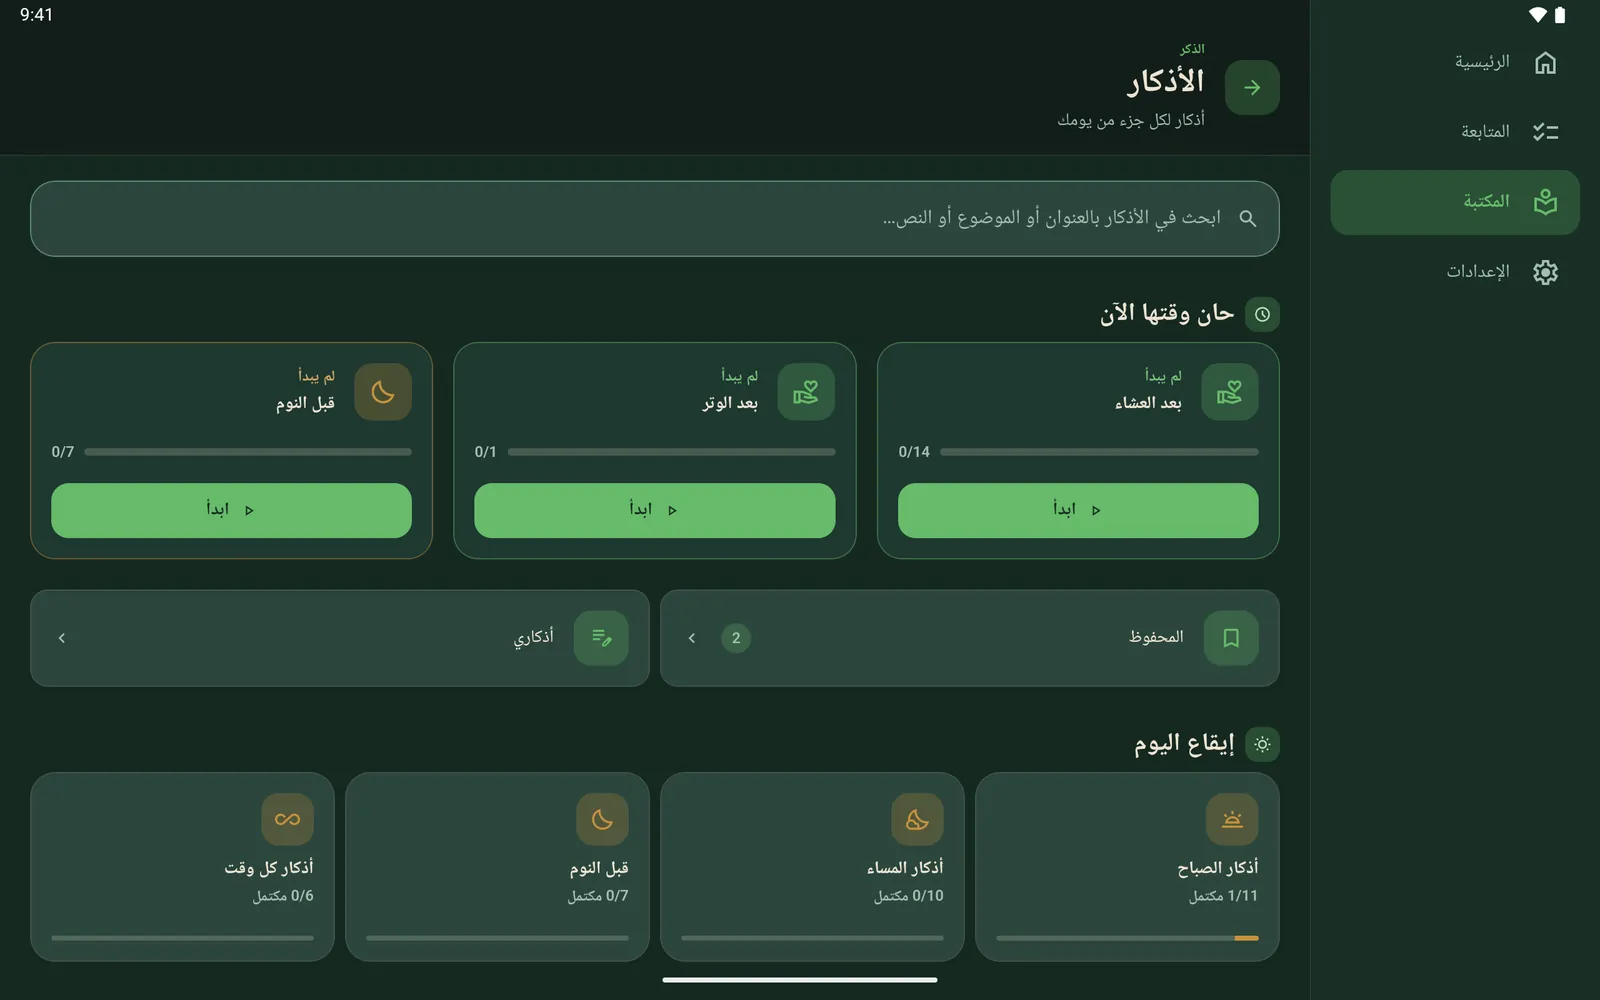 9:41
الرئيسية
المتابعة
المكتبة
الإعدادات
الذكر
الأذكار
أذكار لكل جزء من يومك
ابحث في الأذكار بالعنوان أو الموضوع أو النص...
حان وقتها الآن
لم يبدأ
بعد العشاء
0/14
ابدأ
لم يبدأ
بعد الوتر
0/1
ابدأ
لم يبدأ
قبل النوم
0/7
ابدأ
المحفوظ
2
أذكاري
إيقاع اليوم
أذكار الصباح
1/11 مكتمل
أذكار المساء
0/10 مكتمل
قبل النوم
0/7 مكتمل
أذكار كل وقت
0/6 مكتمل